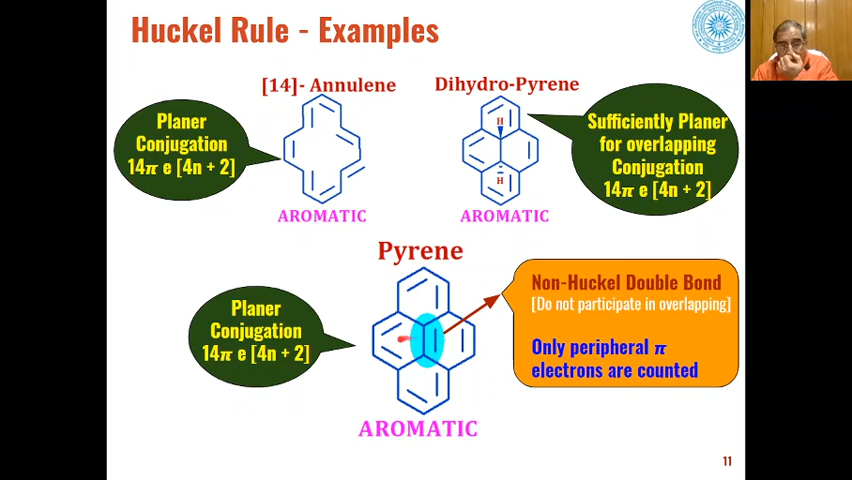 Huckel Rule - Examples
[14]- Annulene
Dihydro-Pyrene
Planer
Conjugation
14π e [4n + 2]
H
H
Sufficiently Planer
for overlapping
Conjugation
14π e [4n + 2]
AROMATIC
AROMATIC
Pyrene
Planer
Conjugation
14π e [4n + 2]
Non-Huckel Double Bond
[Do not participate in overlapping]
Only peripheral π
electrons are counted
AROMATIC
11